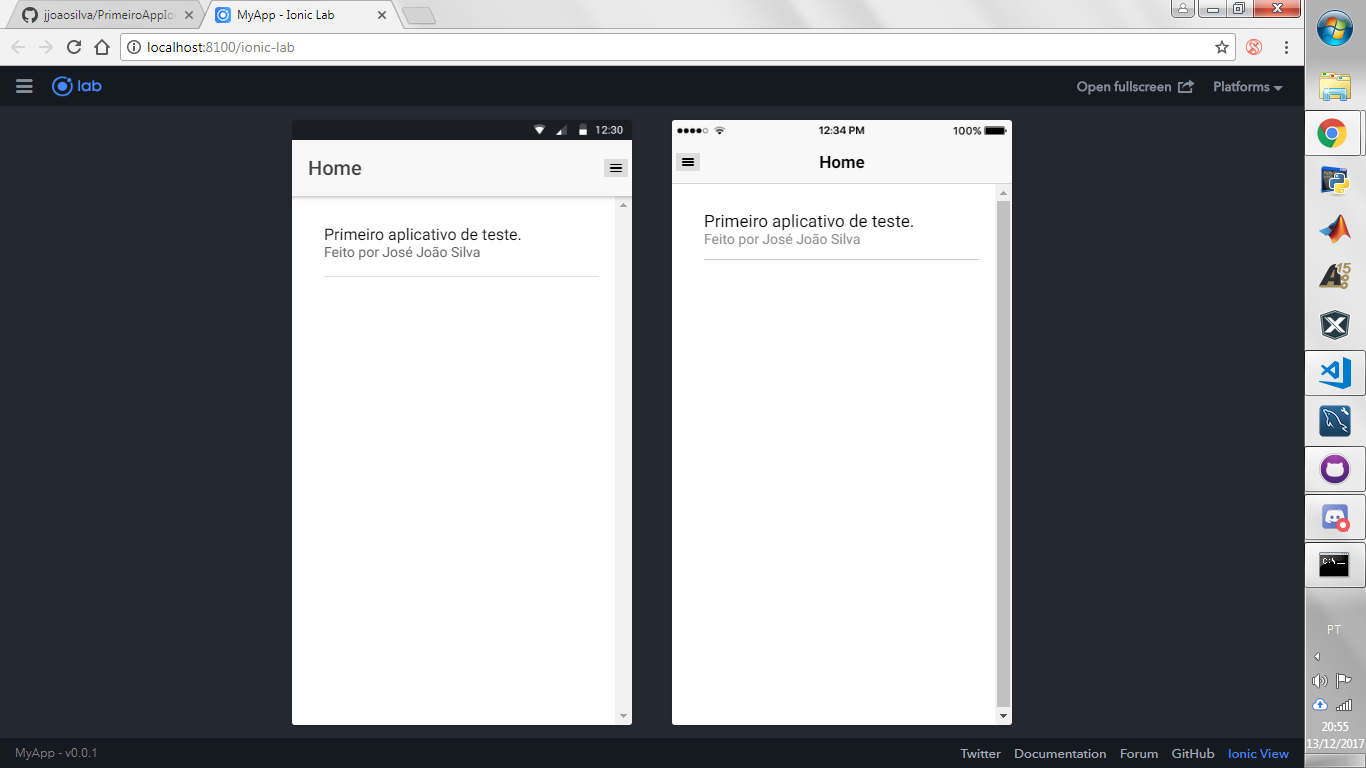 jjoaosilva/PrimeiroAppIo
MyApp - Ionic Lab
localhost:8100/ionic-lab
lab
Open fullscreen
Platforms
12:30
Home
Primeiro aplicativo de teste.
Feito por José João Silva
12:34 PM
100%
Home
Primeiro aplicativo de teste.
Feito por José João Silva
MyApp - v0.0.1
Twitter
Documentation
Forum
GitHub
Ionic View
A15
C:\_
PT
20:55
13/12/2017